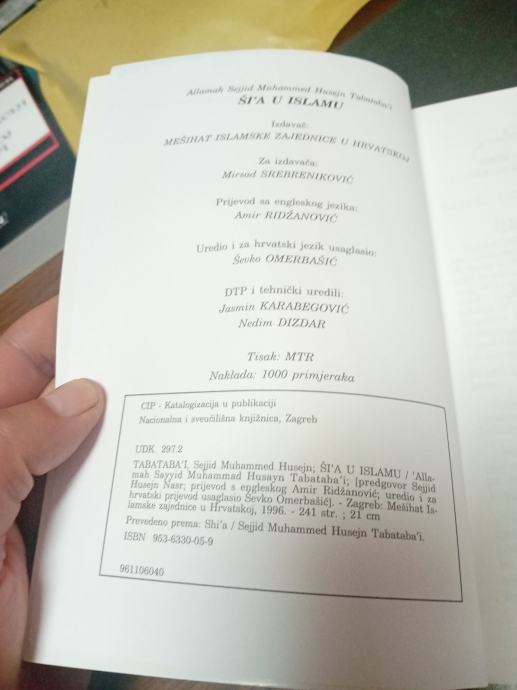 Allamah Sejjid Muhammed Husejn Tabataba'i
ŠI'A U ISLAMU
Izdavač:
MEŠIHAT ISLAMSKE ZAJEDNICE U HRVATSKOJ
Za izdavača:
Mirsad SREBRENIKOVIĆ
Prijevod sa engleskog jezika:
Amir RIDŽANOVIĆ
Uredio i za hrvatski jezik usaglasio:
Ševko OMERBAŠIĆ
DTP i tehnički uredili:
Jasmin KARABEGOVIĆ
Nedim DIZDAR
Tisak: MTR
Naklada: 1000 primjeraka
CIP - Katalogizacija u publikaciji
Nacionalna i sveučilišna knjižnica, Zagreb
UDK 297.2
TABATABA'I, Sejjid Muhammed Husejn; ŠI'A U ISLAMU / 'Alla-
mah Sayyid Muhammad Husayn Tabataba'i; [predgovor Sejjid
Husejn Nasr; prijevod s engleskog Amir Ridžanović; uredio i za
hrvatski prijevod usaglasio Ševko Omerbašić]. - Zagreb: Mešihat Is-
lamske zajednice u Hrvatskoj, 1996. - 241 str. ; 21 cm
Prevedeno prema: Shi'a / Sejjid Muhammed Husejn Tabataba'i.
ISBN 953-6330-05-9
961106040